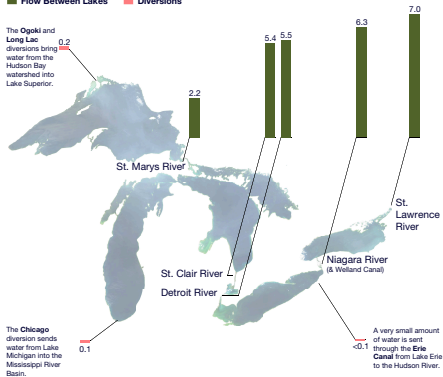 Flow Between Lakes
Diversions
The Ogoki and
Long Lac
diversions bring
water from the
Hudson Bay
watershed into
Lake Superior.
0.2
2.2
5.4
5.5
6.3
7.0
St. Marys River
St.
Lawrence
River
Niagara River
(& Welland Canal)
St. Clair River
Detroit River
The Chicago
diversion sends
water from Lake
Michigan into the
Mississippi River
Basin.
0.1
<0.1
A very small amount
of water is sent
through the Erie
Canal from Lake Erie
to the Hudson River.